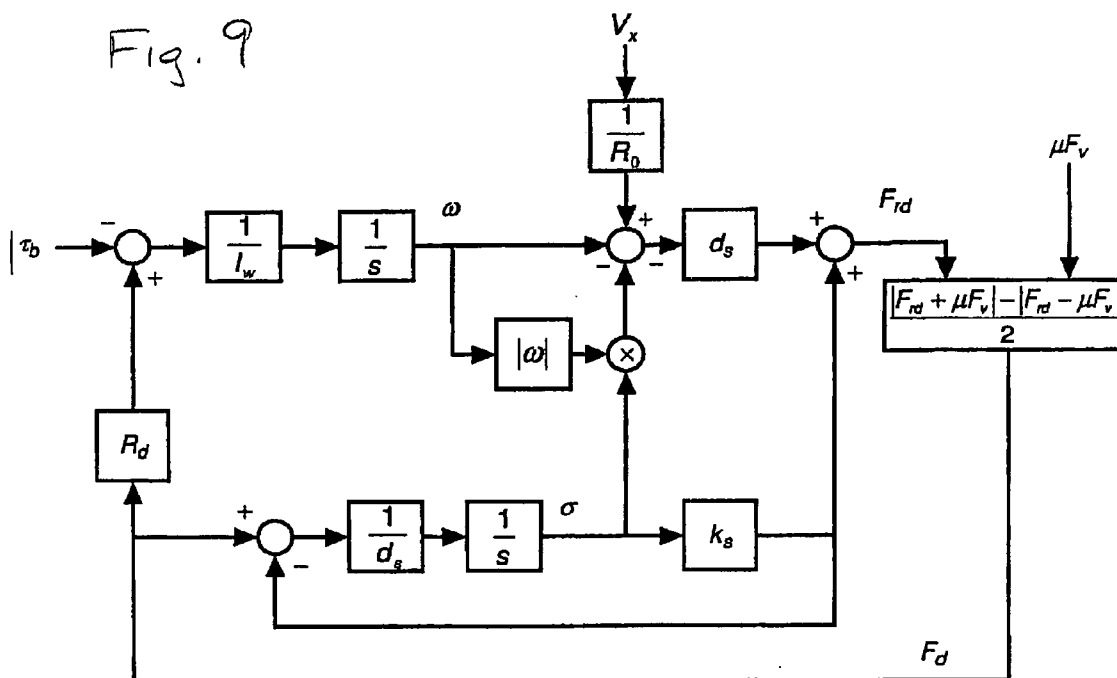 Fig. 9
V_x
1
R_0
μF_v
|τ_b
-
+
1
I_w
1
s
ω
+
-
-
d_s
+
+
F_rd
|F_rd + μF_v| - |F_rd - μF_v
2
|ω|
×
R_d
+
-
1
d_s
1
s
σ
k_s
F_d